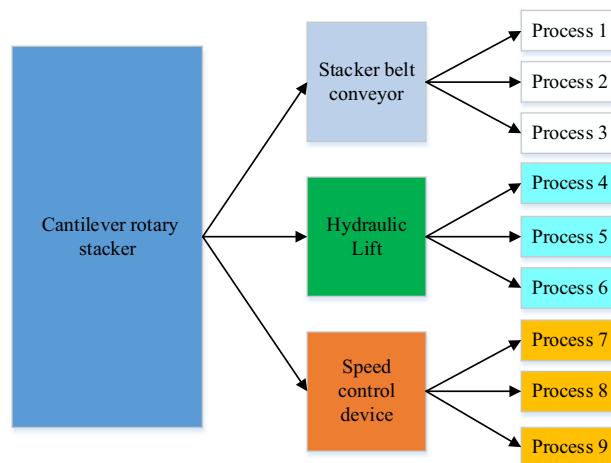 Cantilever rotary
stacker
Stacker belt
conveyor
Hydraulic
Lift
Speed
control
device
Process 1
Process 2
Process 3
Process 4
Process 5
Process 6
Process 7
Process 8
Process 9